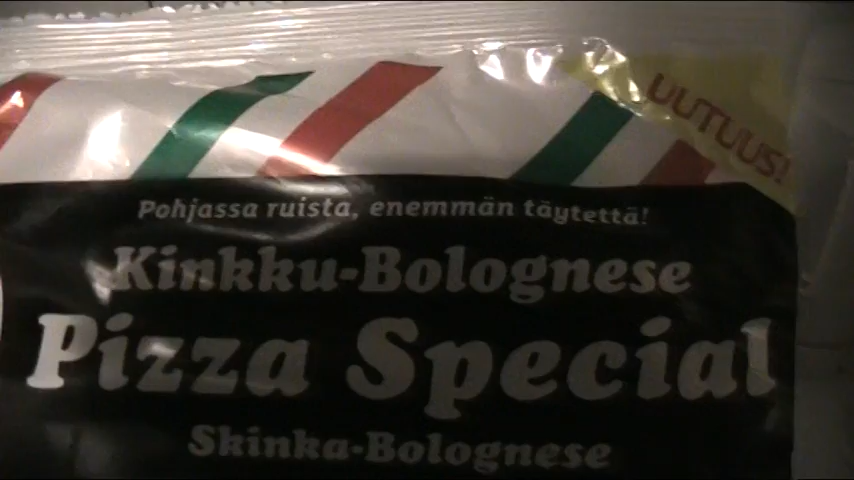 UUTUUS!
Pohjassa ruista, enemmän täytettä!
Kinkku-Bolognese
Pizza Special
Skinka-Bolognese